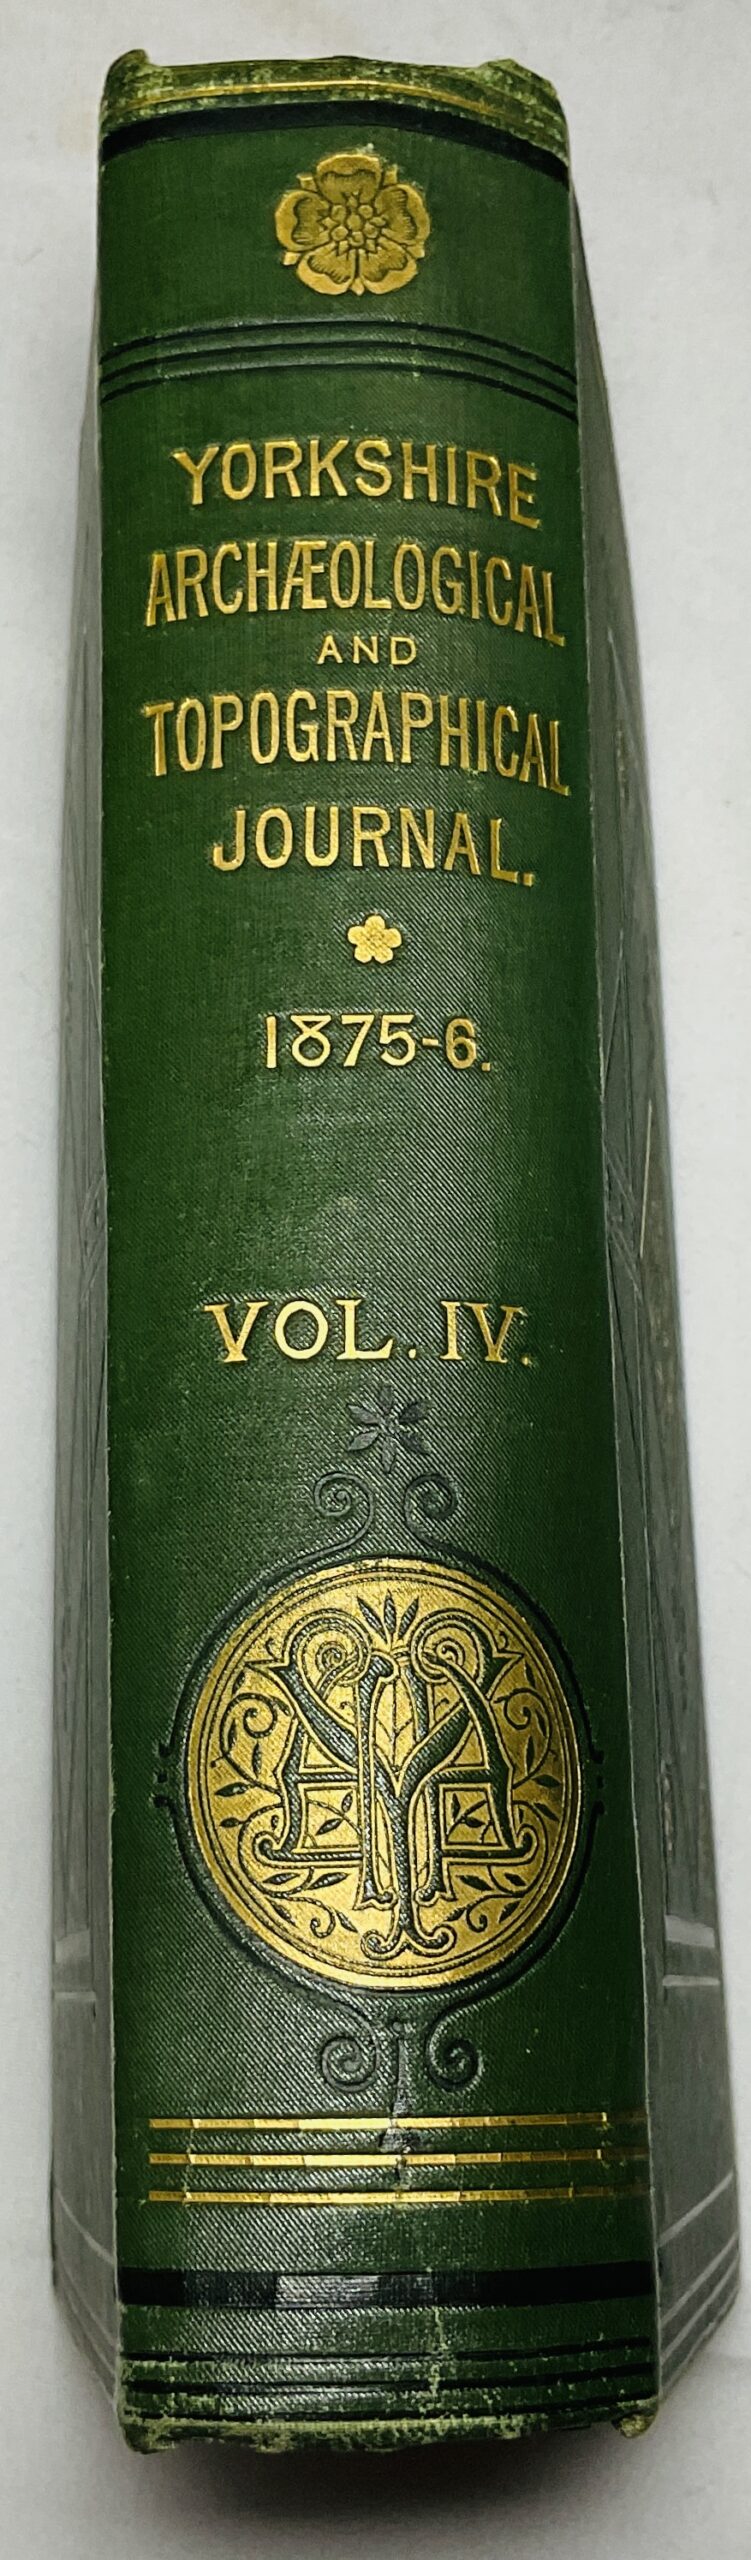 YORKSHIRE
ARCHÆOLOGICAL
AND
TOPOGRAPHICAL
JOURNAL.
1875-6.
VOL. IV.